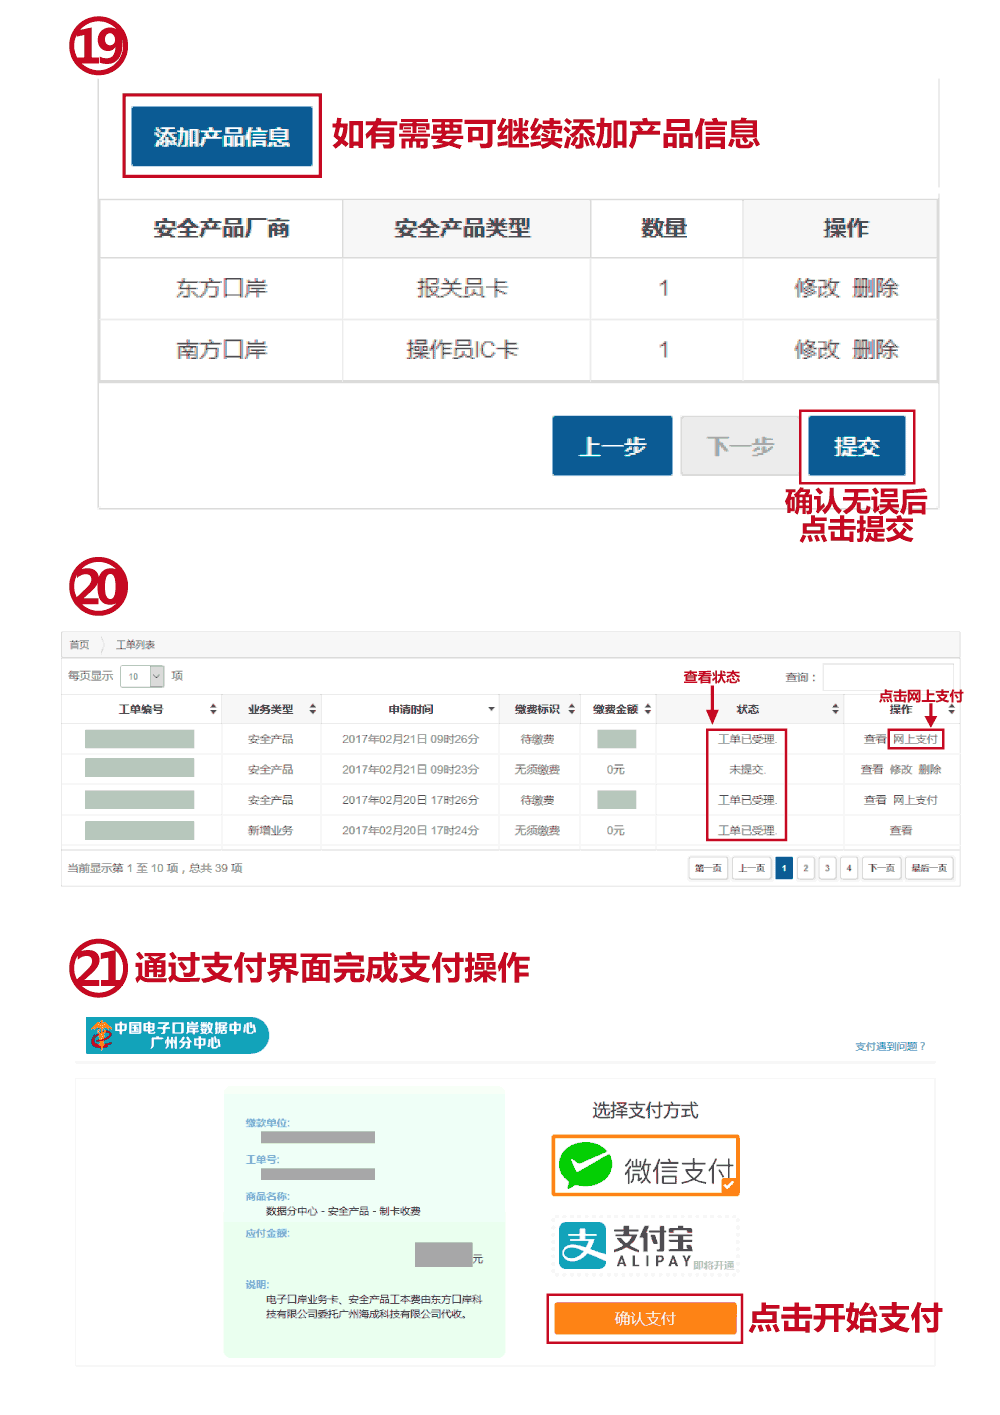 19
添加产品信息 如有需要可继续添加产品信息
安全产品厂商 安全产品类型 数量 操作
东方口岸 报关员卡 1 修改 删除
南方口岸 操作员IC卡 1 修改 删除
上一步 下一步 提交
确认无误后
点击提交
20
首页 工单列表
每页显示 10 项 查看状态 查询：
点击网上支付
工单编号 业务类型 申请时间 缴费标识 缴费金额 状态 操作
安全产品 2017年02月21日 09时26分 待缴费 工单已受理. 查看 网上支付
安全产品 2017年02月21日 09时23分 无须缴费 0元 未提交. 查看 修改 删除
安全产品 2017年02月20日 17时26分 待缴费 工单已受理. 查看 网上支付
新增业务 2017年02月20日 17时24分 无须缴费 0元 工单已受理. 查看
当前显示第 1 至 10 项，总共 39 项 第一页 上一页 1 2 3 4 下一页 最后一页
21 通过支付界面完成支付操作
中国电子口岸数据中心
广州分中心
支付遇到问题？
选择支付方式
缴款单位:
微信支付
工单号:
商品名称:
数据分中心 - 安全产品 - 制卡收费
应付金额:
元
支 支付宝
ALIPAY 即将开通
说明:
电子口岸业务卡、安全产品工本费由东方口岸科
技有限公司委托广州海成科技有限公司代收。
确认支付 点击开始支付